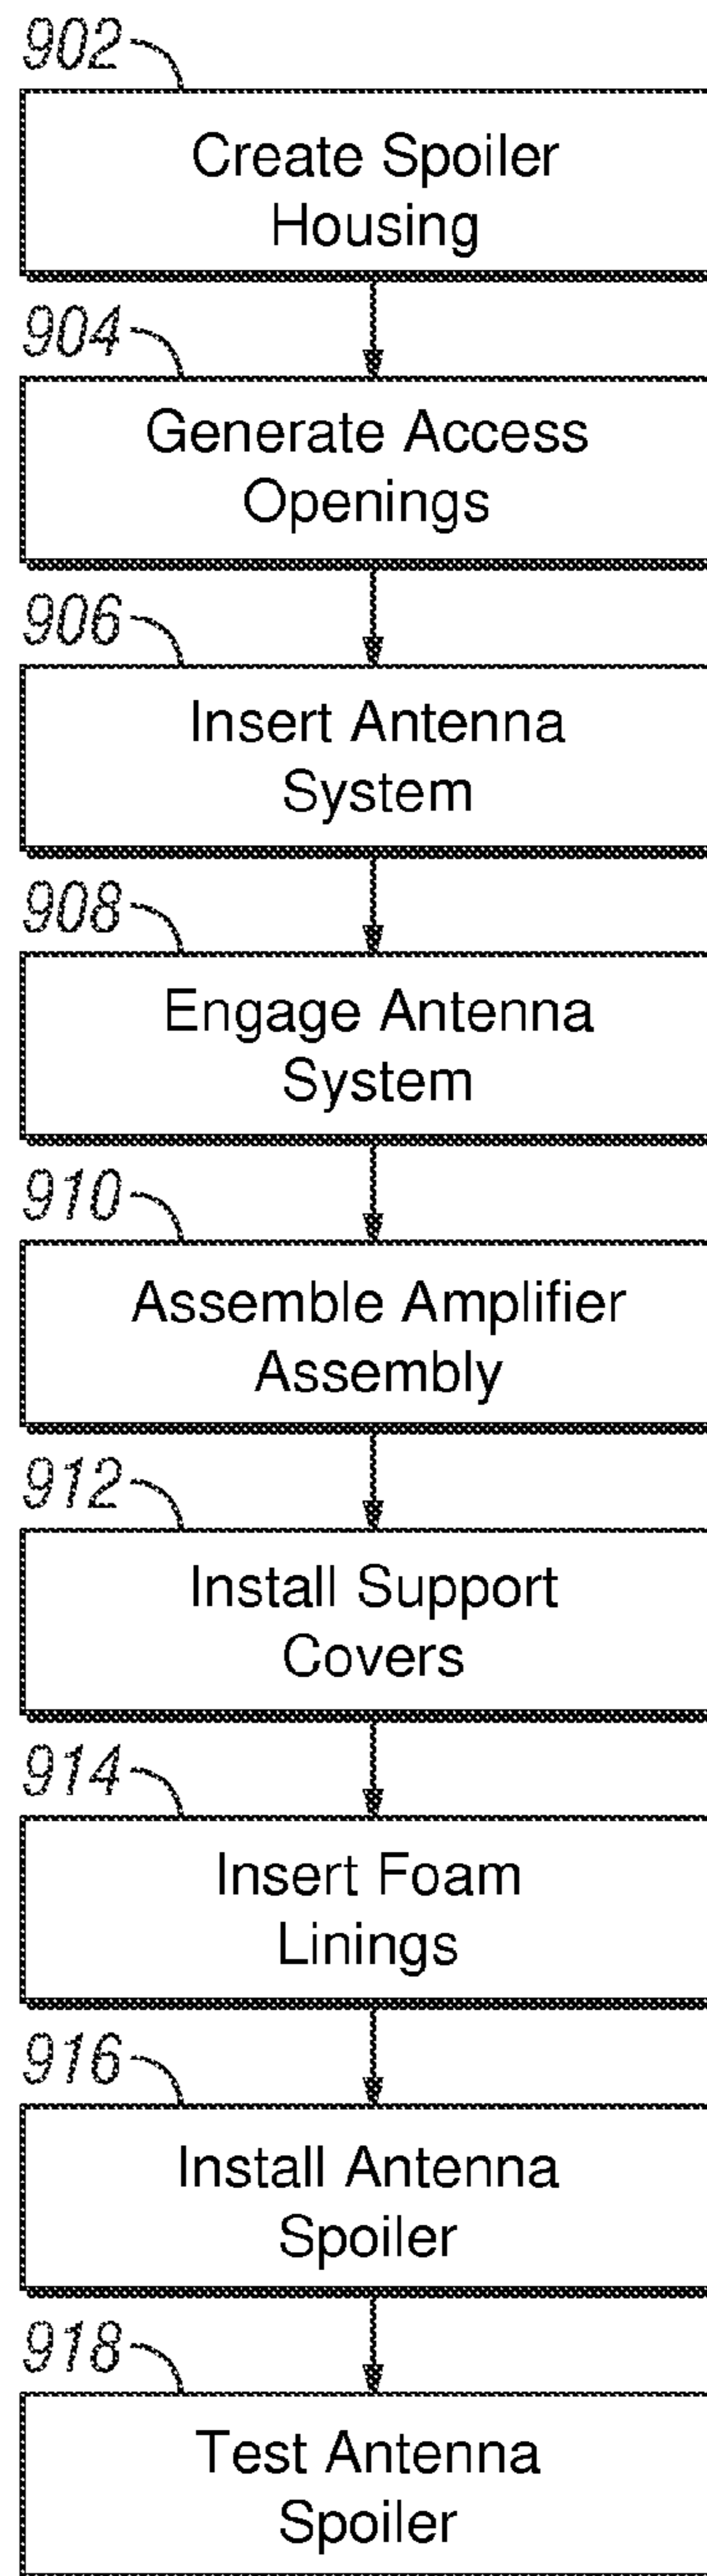 902
Create Spoiler
Housing
904
Generate Access
Openings
906
Insert Antenna
System
908
Engage Antenna
System
910
Assemble Amplifier
Assembly
912
Install Support
Covers
914
Insert Foam
Linings
916
Install Antenna
Spoiler
918
Test Antenna
Spoiler